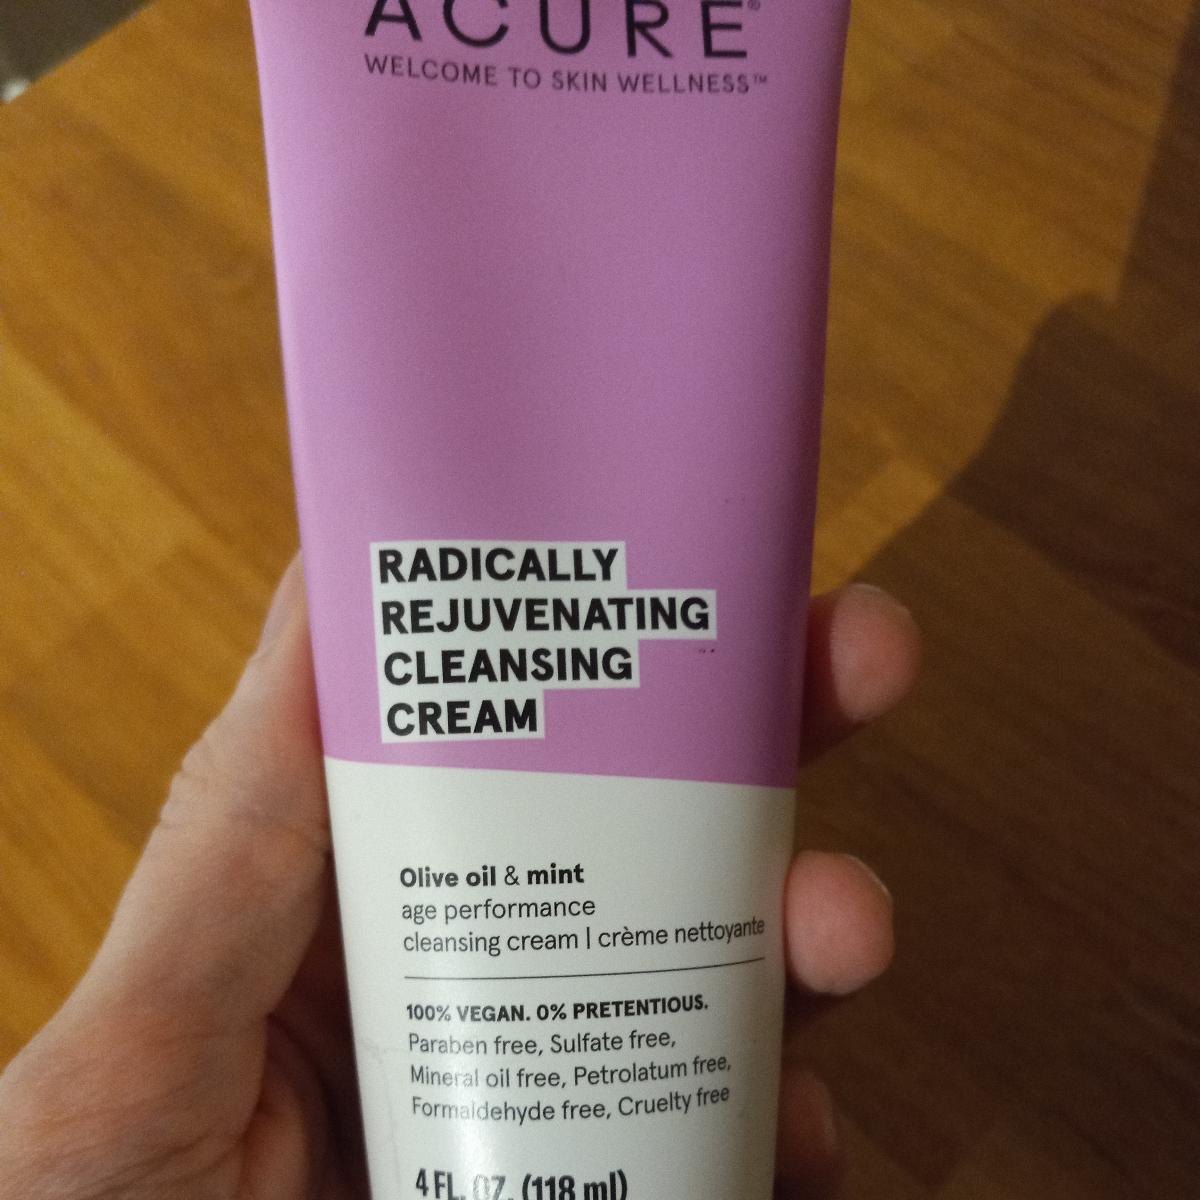 ACURE®
WELCOME TO SKIN WELLNESS™
RADICALLY
REJUVENATING
CLEANSING
CREAM
Olive oil & mint
age performance
cleansing cream | crème nettoyante
100% VEGAN. 0% PRETENTIOUS.
Paraben free, Sulfate free,
Mineral oil free, Petrolatum free,
Formaldehyde free, Cruelty free
4 FL. OZ. (118 ml)